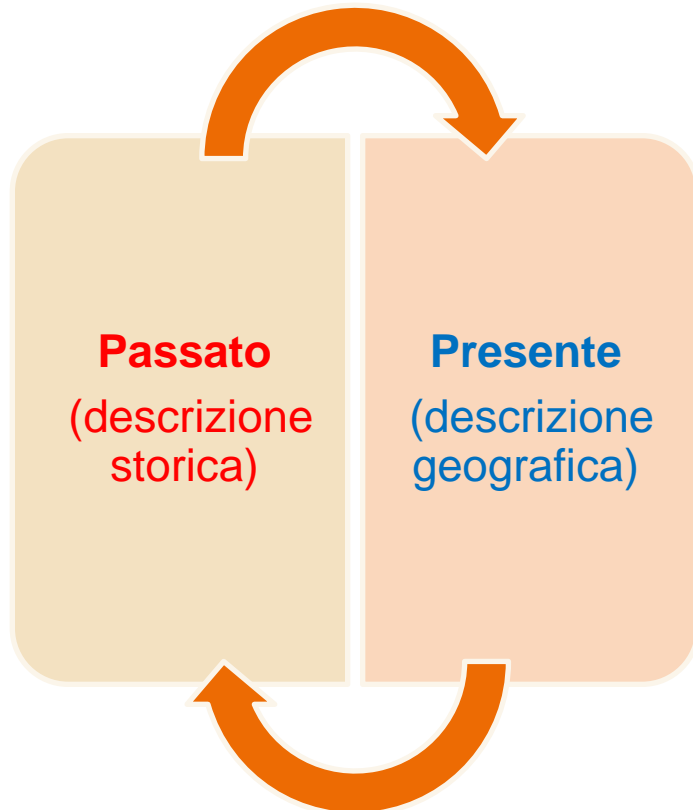 Passato
(descrizione
storica)
Presente
(descrizione
geografica)